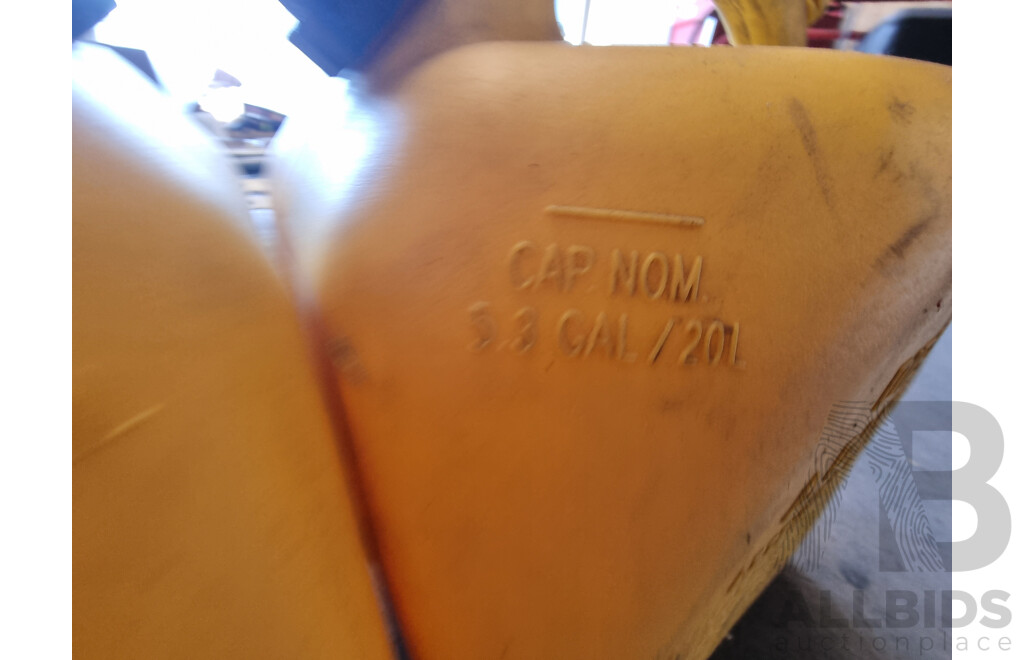 CAP. NOM.
5.3 GAL/20L
B
ALLBIDS
auctionplace